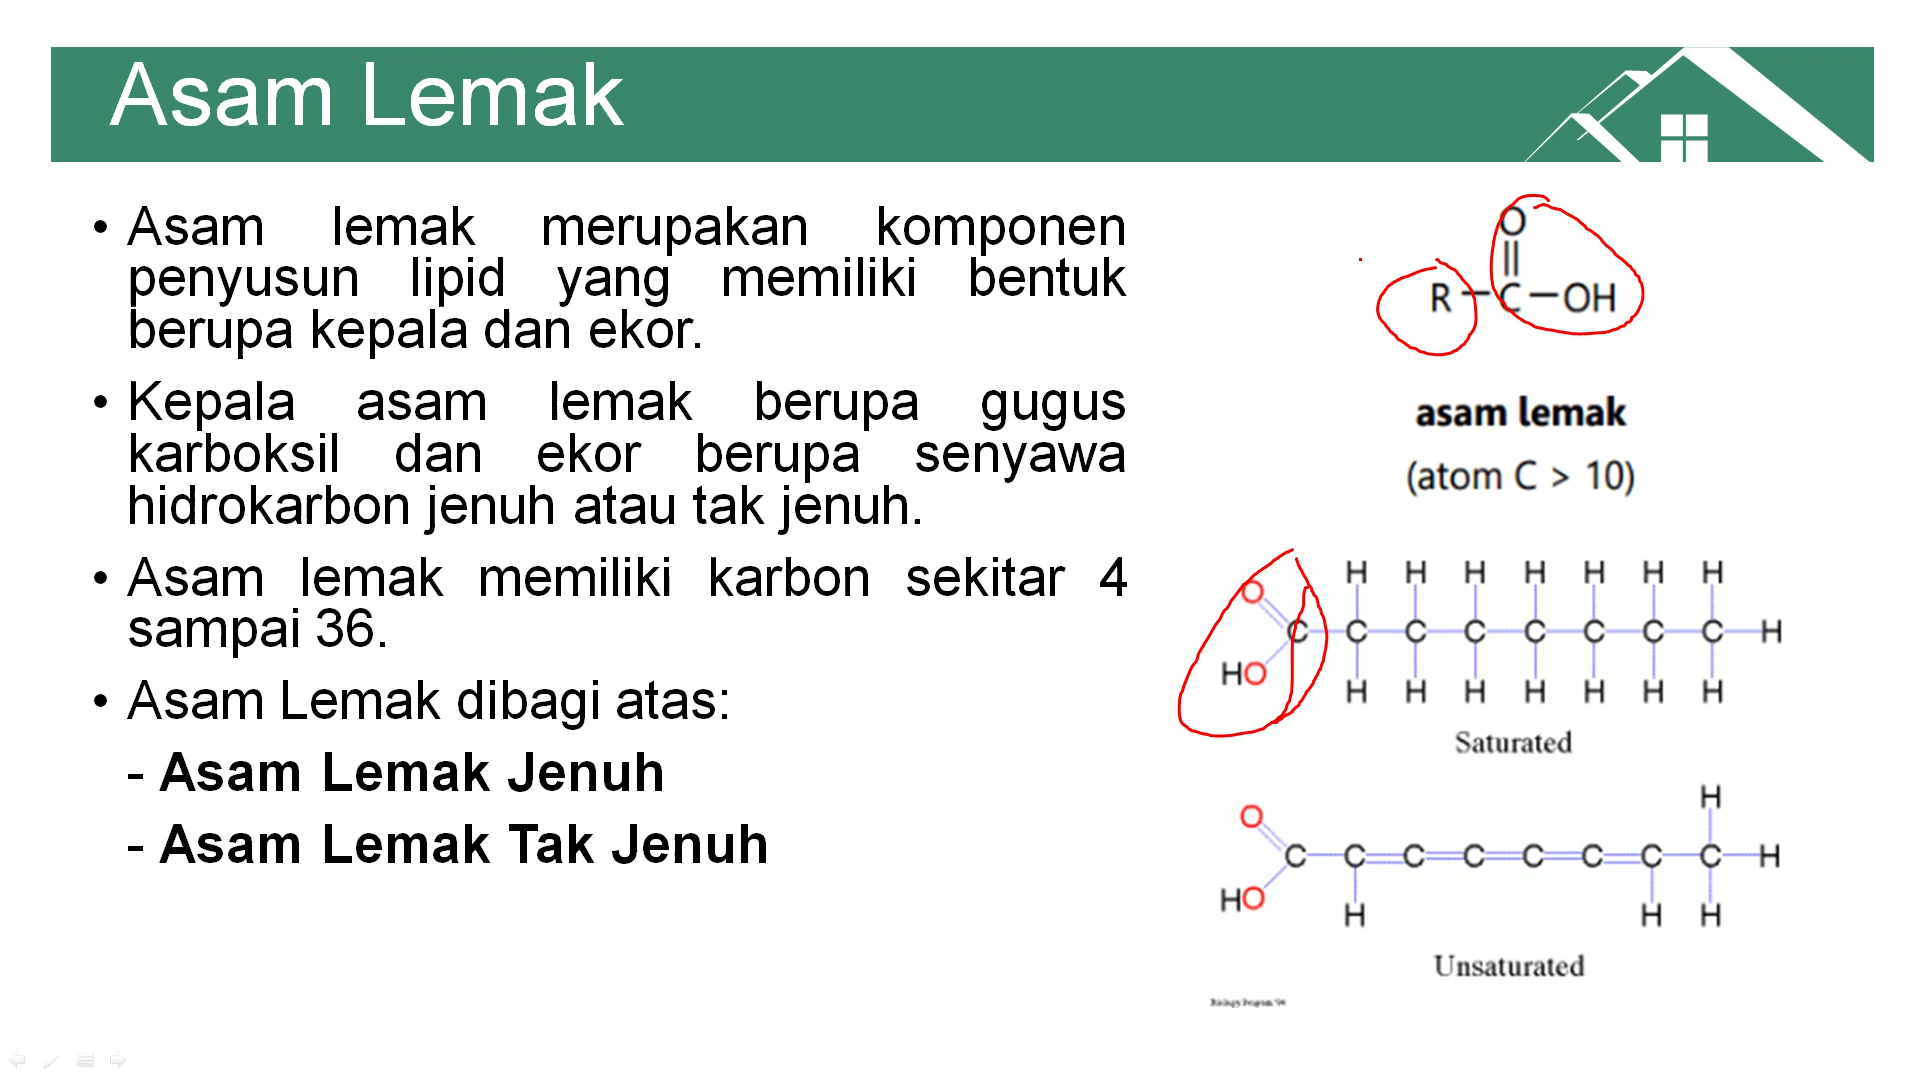 Asam Lemak
• Asam lemak merupakan komponen
penyusun lipid yang memiliki bentuk
berupa kepala dan ekor.
• Kepala asam lemak berupa gugus
karboksil dan ekor berupa senyawa
hidrokarbon jenuh atau tak jenuh.
• Asam lemak memiliki karbon sekitar 4
sampai 36.
• Asam Lemak dibagi atas:
- Asam Lemak Jenuh
- Asam Lemak Tak Jenuh
O
R C OH
asam lemak
(atom C > 10)
H H H H H H H
O
C C C C C C C C H
HO
H H H H H H H
Saturated
H
O
C C C C C C C C H
HO
H H H
Unsaturated